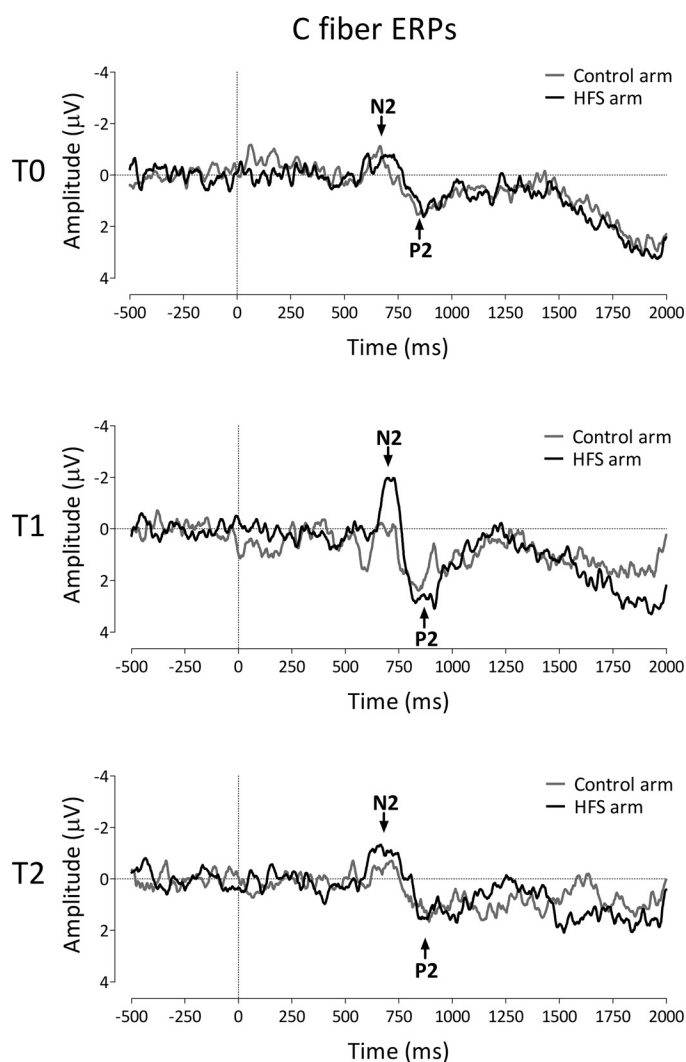 C fiber ERPs
T0
Amplitude (µV)
-4
-2
0
2
4
N2
P2
Control arm
HFS arm
-500 -250 0 250 500 750 1000 1250 1500 1750 2000
Time (ms)
T1
Amplitude (µV)
-4
-2
0
2
4
N2
P2
Control arm
HFS arm
-500 -250 0 250 500 750 1000 1250 1500 1750 2000
Time (ms)
T2
Amplitude (µV)
-4
-2
0
2
4
N2
P2
Control arm
HFS arm
-500 -250 0 250 500 750 1000 1250 1500 1750 2000
Time (ms)